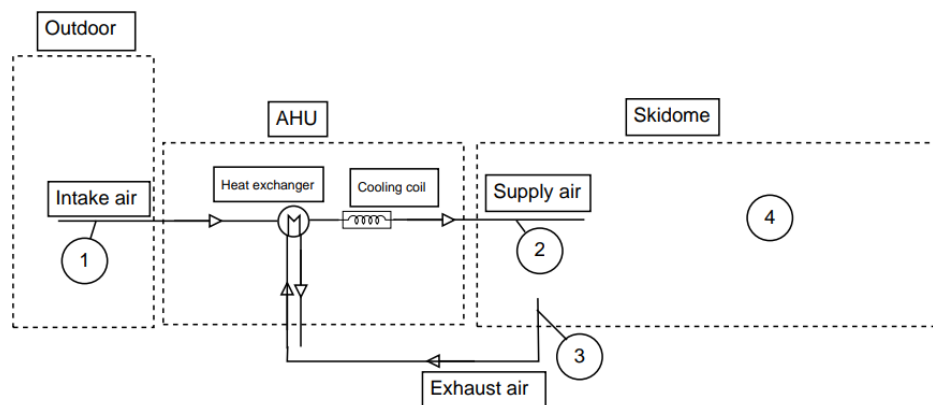 Outdoor
AHU
Skidome
Heat exchanger
Cooling coil
Intake air
Supply air
1
2
3
4
Exhaust air